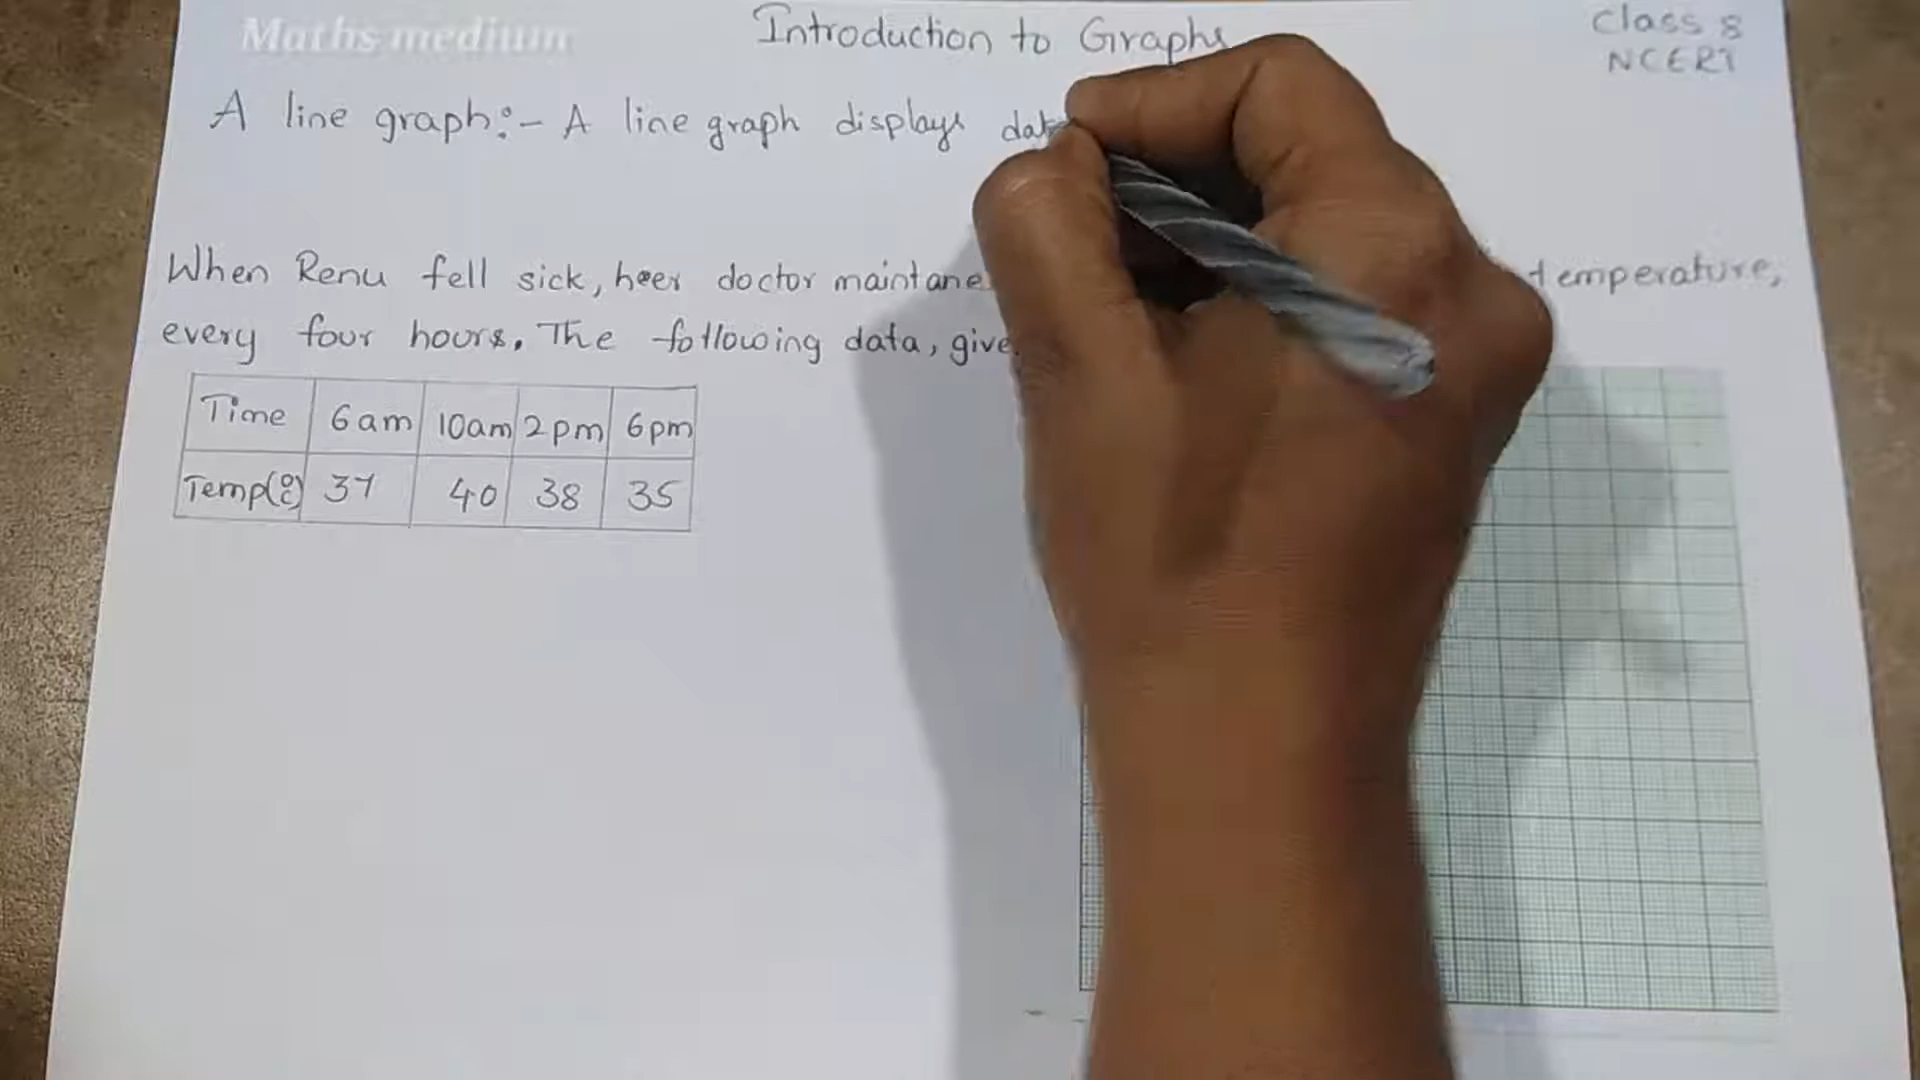 Maths medium
Introduction to Graphs
Class 8
NCERT
A line graph:- A line graph displays dat
When Renu fell sick, heer doctor maintane temperature,
every four hours. The following data, give
Time 6am 10am 2pm 6pm
Temp(°C) 37 40 38 35